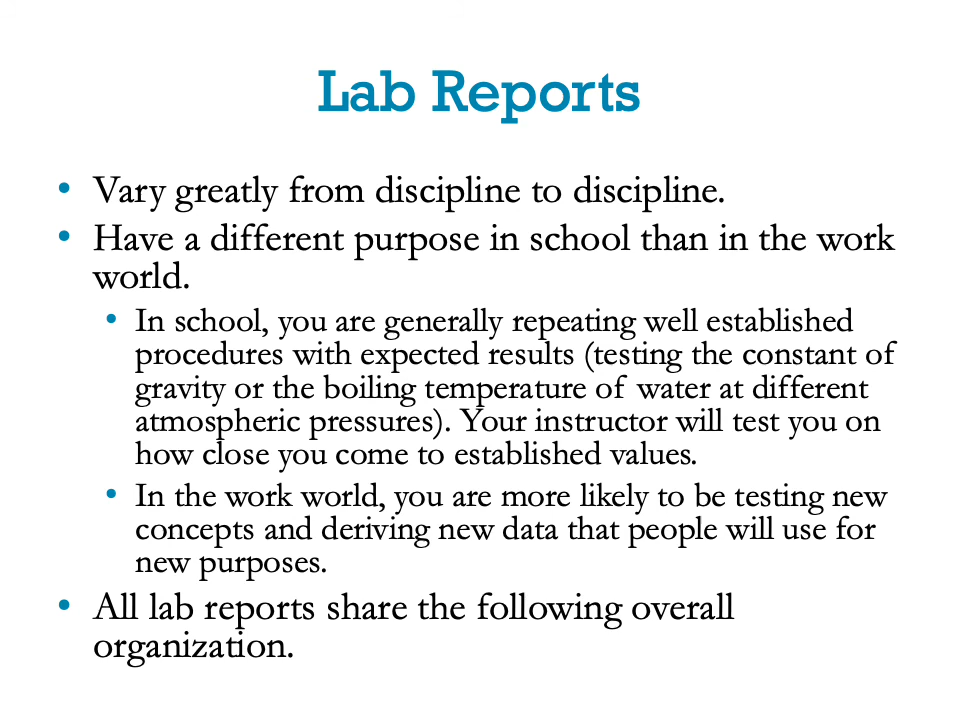 Lab Reports
• Vary greatly from discipline to discipline.
• Have a different purpose in school than in the work
world.
• In school, you are generally repeating well established
procedures with expected results (testing the constant of
gravity or the boiling temperature of water at different
atmospheric pressures). Your instructor will test you on
how close you come to established values.
• In the work world, you are more likely to be testing new
concepts and deriving new data that people will use for
new purposes.
• All lab reports share the following overall
organization.